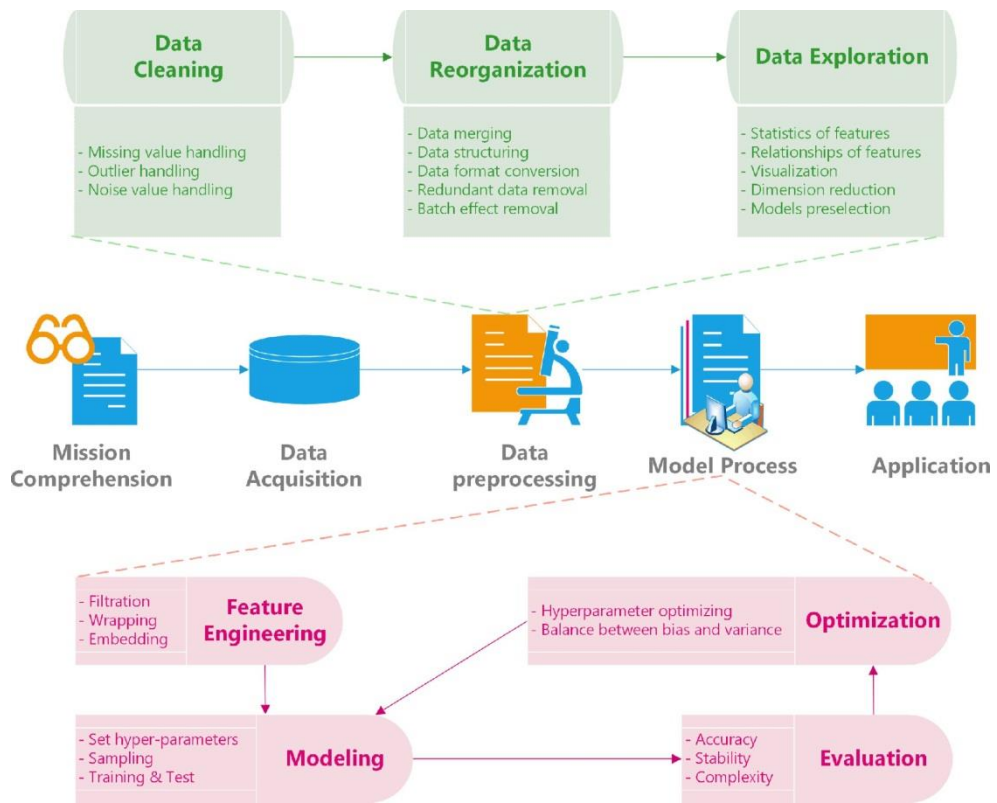 Data
Cleaning
- Missing value handling
- Outlier handling
- Noise value handling
Data
Reorganization
- Data merging
- Data structuring
- Data format conversion
- Redundant data removal
- Batch effect removal
Data Exploration
- Statistics of features
- Relationships of features
- Visualization
- Dimension reduction
- Models preselection
Mission
Comprehension
Data
Acquisition
Data
preprocessing
Model Process
Application
- Filtration
- Wrapping
- Embedding
Feature
Engineering
- Hyperparameter optimizing
- Balance between bias and variance
Optimization
- Set hyper-parameters
- Sampling
- Training & Test
Modeling
- Accuracy
- Stability
- Complexity
Evaluation